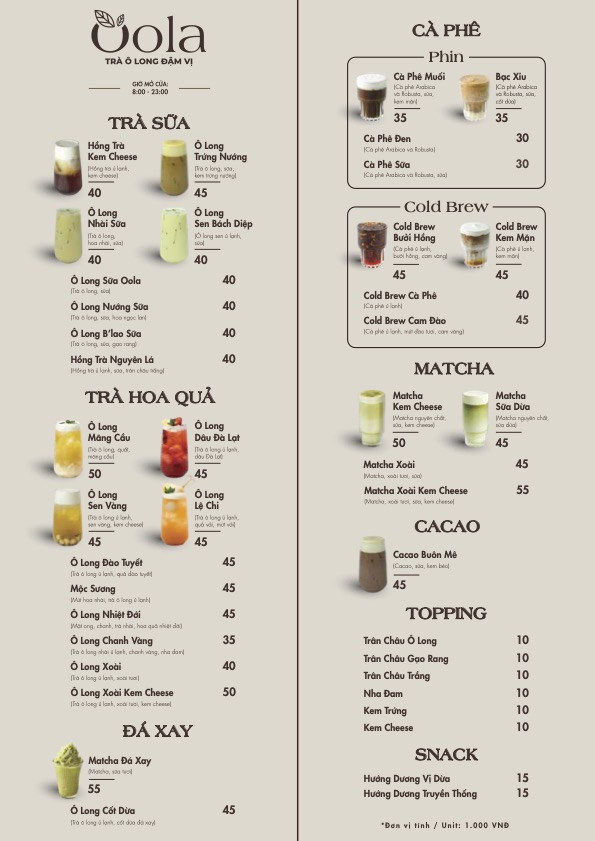 Oola
TRÀ Ô LONG ĐẬM VỊ
GIỜ MỞ CỬA:
8:00 - 23:00
TRÀ SỮA
Hồng Trà
Kem Cheese
(Hồng trà ủ lạnh,
kem cheese)
40
Ô Long
Trứng Nướng
(Trà ô long, sữa,
kem trứng nướng)
45
Ô Long
Nhài Sữa
(Trà ô long,
hoa nhài, sữa)
40
Ô Long
Sen Bách Diệp
(Ô long sen ủ lạnh,
sữa)
40
Ô Long Sữa Oola 40
(Trà ô long, sữa)
Ô Long Nướng Sữa 40
(Trà ô long, sữa, hoa ngọc lan)
Ô Long B'lao Sữa 40
(Trà ô long, sữa, gạo rang)
Hồng Trà Nguyên Lá 40
(Hồng trà ủ lạnh, sữa, trân châu trắng)
TRÀ HOA QUẢ
Ô Long
Mãng Cầu
(Trà ô long, quất,
mãng cầu)
50
Ô Long
Dâu Đà Lạt
(Trà ô long ủ lạnh,
dâu Đà Lạt)
45
Ô Long
Sen Vàng
(Trà ô long ủ lạnh,
sen vàng, kem cheese)
45
Ô Long
Lệ Chi
(Trà ô long ủ lạnh,
quả vải, mứt vải)
45
Ô Long Đào Tuyết 45
(Trà ô long ủ lạnh, quả đào tuyết)
Mộc Sương 45
(Mứt hoa nhài, trà ô long ủ lạnh)
Ô Long Nhiệt Đới 45
(Mật ong, chanh, trà nhài, hoa quả nhiệt đới)
Ô Long Chanh Vàng 35
(Trà ô long nhài ủ lạnh, chanh vàng, nha đam)
Ô Long Xoài 40
(Trà ô long ủ lạnh, xoài tươi)
Ô Long Xoài Kem Cheese 50
(Trà ô long ủ lạnh, xoài tươi, kem cheese)
ĐÁ XAY
Matcha Đá Xay
(Matcha, sữa tươi)
55
Ô Long Cốt Dừa 45
(Trà ô long ủ lạnh, cốt dừa đá xay)
CÀ PHÊ
Phin
Cà Phê Muối
(Cà phê Arabica
và Robusta, sữa,
kem mặn)
35
Bạc Xỉu
(Cà phê Arabica
và Robusta, sữa,
cốt dừa)
35
Cà Phê Đen 30
(Cà phê Arabica và Robusta)
Cà Phê Sữa 30
(Cà phê Arabica và Robusta, sữa)
Cold Brew
Cold Brew
Bưởi Hồng
(Cà phê ủ lạnh,
bưởi hồng, cam vàng)
45
Cold Brew
Kem Mặn
(Cà phê ủ lạnh,
kem mặn)
45
Cold Brew Cà Phê 40
(Cà phê ủ lạnh)
Cold Brew Cam Đào 45
(Cà phê ủ lạnh, mứt đào tươi, cam vàng)
MATCHA
Matcha
Kem Cheese
(Matcha nguyên chất,
sữa, kem cheese)
50
Matcha
Sữa Dừa
(Matcha nguyên chất,
sữa, cốt dừa)
45
Matcha Xoài 45
(Matcha, xoài tươi, sữa)
Matcha Xoài Kem Cheese 55
(Matcha, xoài tươi, sữa, kem cheese)
CACAO
Cacao Buôn Mê
(Cacao, sữa, kem béo)
45
TOPPING
Trân Châu Ô Long 10
Trân Châu Gạo Rang 10
Trân Châu Trắng 10
Nha Đam 10
Kem Trứng 10
Kem Cheese 10
SNACK
Hướng Dương Vị Dừa 15
Hướng Dương Truyền Thống 15
*Đơn vị tính / Unit: 1.000 VNĐ